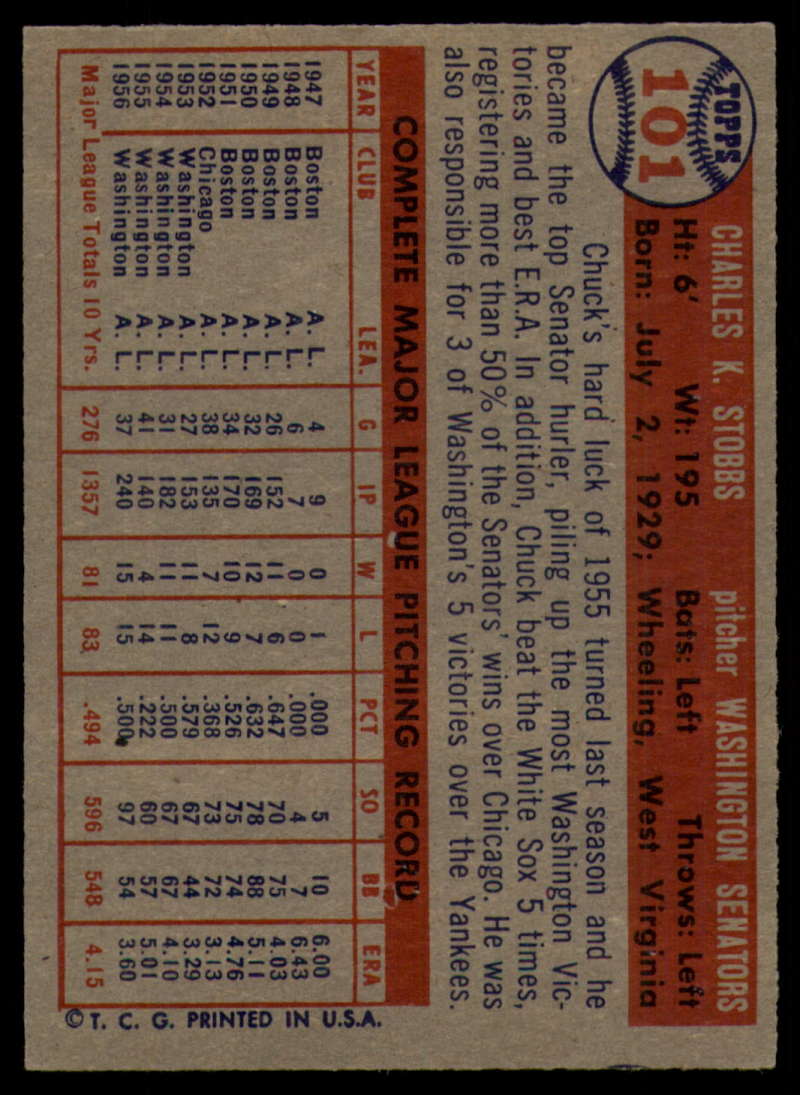 TOPPS
101
CHARLES K. STOBBS pitcher WASHINGTON SENATORS
Ht: 6' Wt: 195 Bats: Left Throws: Left
Born: July 2, 1929; Wheeling, West Virginia
Chuck's hard luck of 1955 turned last season and he
became the top Senator hurler, piling up the most Washington Vic-
tories and best E.R.A. In addition, Chuck beat the White Sox 5 times,
registering more than 50% of the Senators' wins over Chicago. He was
also responsible for 3 of Washington's 5 victories over the Yankees.
COMPLETE MAJOR LEAGUE PITCHING RECORD
YEAR CLUB LEA. G IP W L PCT SO BB ERA
1947 Boston A. L. 4 9 0 1 .000 5 10 6.00
1948 Boston A. L. 6 7 0 0 .000 4 7 6.43
1949 Boston A. L. 26 152 11 6 .647 70 75 4.03
1950 Boston A. L. 32 169 12 7 .632 78 88 5.11
1951 Boston A. L. 34 170 10 9 .526 75 74 4.76
1952 Chicago A. L. 38 135 7 12 .368 73 72 3.13
1953 Washington A. L. 27 153 11 8 .579 67 44 3.29
1954 Washington A. L. 31 182 11 11 .500 67 67 4.10
1955 Washington A. L. 41 140 4 14 .222 60 57 5.01
1956 Washington A. L. 37 240 15 15 .500 97 54 3.60
Major League Totals 10 Yrs. 276 1357 81 83 .494 596 548 4.15
© T. C. G. PRINTED IN U.S.A.